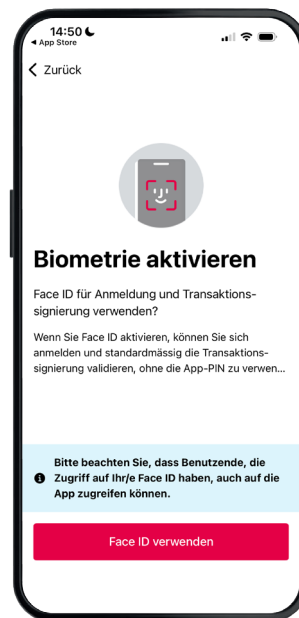 14:50
App Store
Zurück
Biometrie aktivieren
Face ID für Anmeldung und Transaktions-
signierung verwenden?
Wenn Sie Face ID aktivieren, können Sie sich
anmelden und standardmässig die Transaktions-
signierung validieren, ohne die App-PIN zu verwen...
Bitte beachten Sie, dass Benutzende, die
Zugriff auf Ihr/e Face ID haben, auch auf die
App zugreifen können.
Face ID verwenden